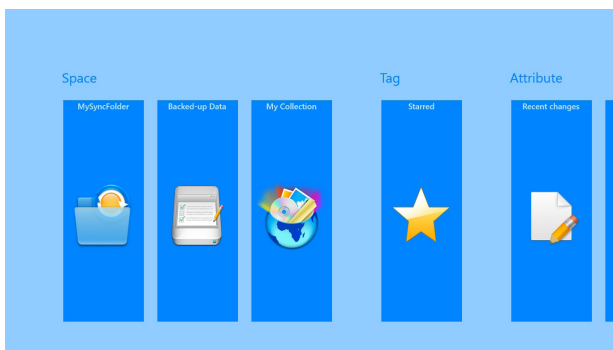 Space
Tag
Attribute
MySyncFolder
Backed-up Data
My Collection
Starred
Recent changes